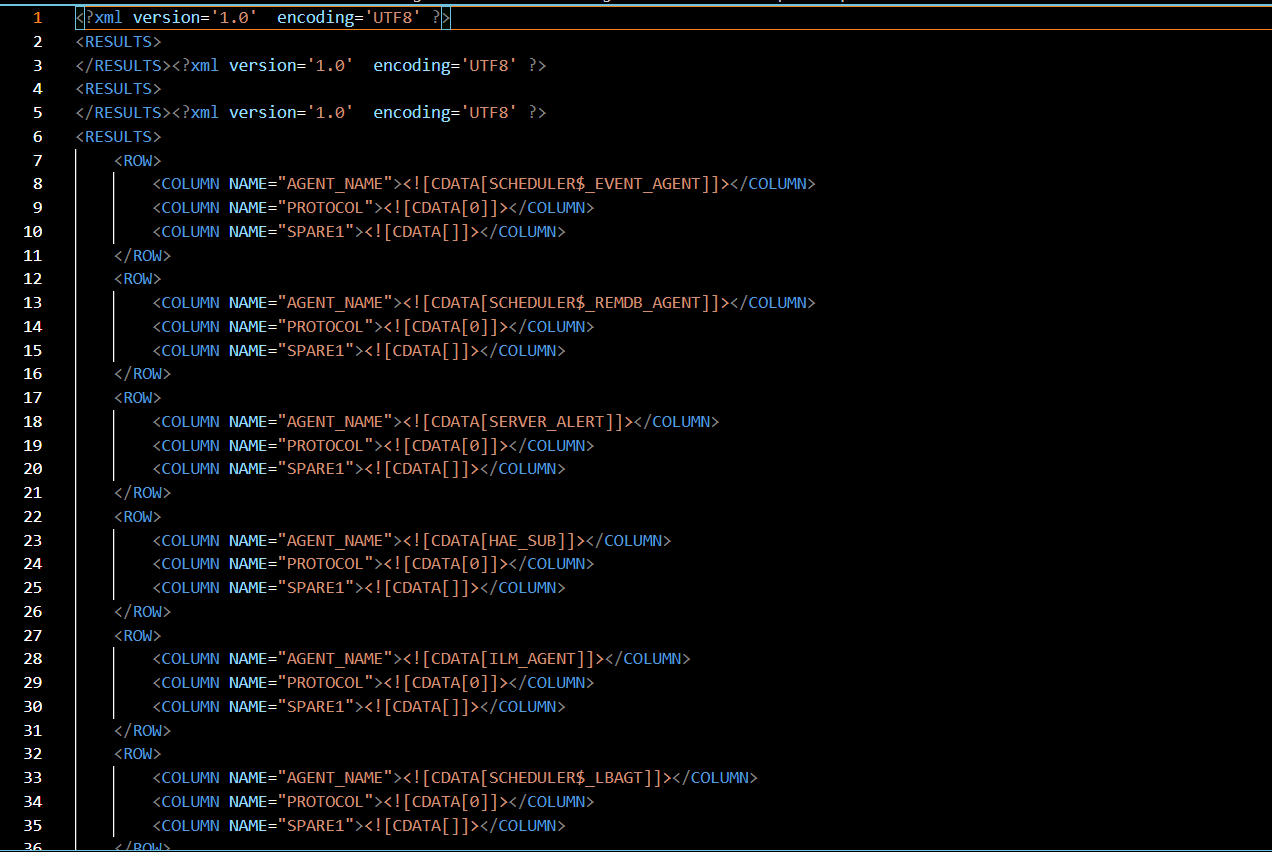 1 <?xml version='1.0'  encoding='UTF8' ?>
2 <RESULTS>
3 </RESULTS><?xml version='1.0'  encoding='UTF8' ?>
4 <RESULTS>
5 </RESULTS><?xml version='1.0'  encoding='UTF8' ?>
6 <RESULTS>
7     <ROW>
8         <COLUMN NAME="AGENT_NAME"><![CDATA[SCHEDULER$_EVENT_AGENT]]></COLUMN>
9         <COLUMN NAME="PROTOCOL"><![CDATA[0]]></COLUMN>
10         <COLUMN NAME="SPARE1"><![CDATA[]]></COLUMN>
11     </ROW>
12     <ROW>
13         <COLUMN NAME="AGENT_NAME"><![CDATA[SCHEDULER$_REMDB_AGENT]]></COLUMN>
14         <COLUMN NAME="PROTOCOL"><![CDATA[0]]></COLUMN>
15         <COLUMN NAME="SPARE1"><![CDATA[]]></COLUMN>
16     </ROW>
17     <ROW>
18         <COLUMN NAME="AGENT_NAME"><![CDATA[SERVER_ALERT]]></COLUMN>
19         <COLUMN NAME="PROTOCOL"><![CDATA[0]]></COLUMN>
20         <COLUMN NAME="SPARE1"><![CDATA[]]></COLUMN>
21     </ROW>
22     <ROW>
23         <COLUMN NAME="AGENT_NAME"><![CDATA[HAE_SUB]]></COLUMN>
24         <COLUMN NAME="PROTOCOL"><![CDATA[0]]></COLUMN>
25         <COLUMN NAME="SPARE1"><![CDATA[]]></COLUMN>
26     </ROW>
27     <ROW>
28         <COLUMN NAME="AGENT_NAME"><![CDATA[ILM_AGENT]]></COLUMN>
29         <COLUMN NAME="PROTOCOL"><![CDATA[0]]></COLUMN>
30         <COLUMN NAME="SPARE1"><![CDATA[]]></COLUMN>
31     </ROW>
32     <ROW>
33         <COLUMN NAME="AGENT_NAME"><![CDATA[SCHEDULER$_LBAGT]]></COLUMN>
34         <COLUMN NAME="PROTOCOL"><![CDATA[0]]></COLUMN>
35         <COLUMN NAME="SPARE1"><![CDATA[]]></COLUMN>
36     </ROW>